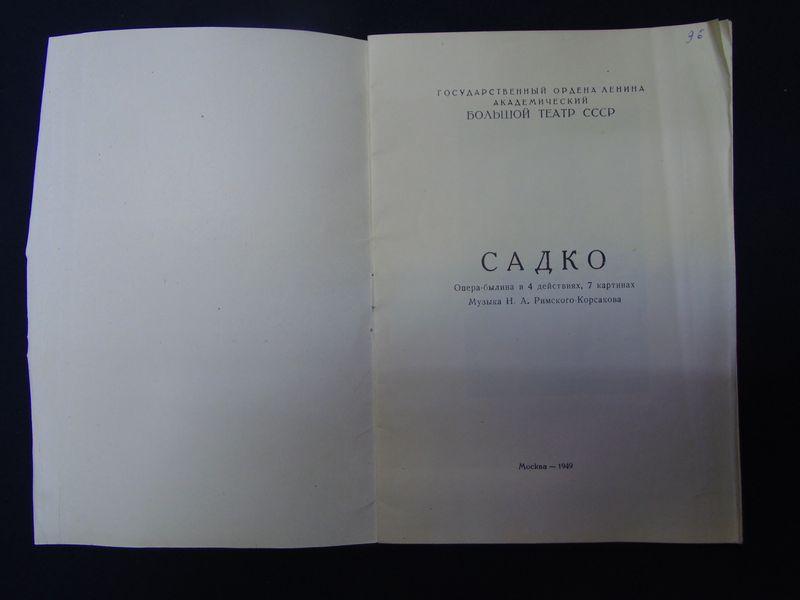 96
ГОСУДАРСТВЕННЫЙ ОРДЕНА ЛЕНИНА
АКАДЕМИЧЕСКИЙ
БОЛЬШОЙ ТЕАТР СССР
САДКО
Опера-былина в 4 действиях, 7 картинах
Музыка Н. А. Римского-Корсакова
Москва — 1949